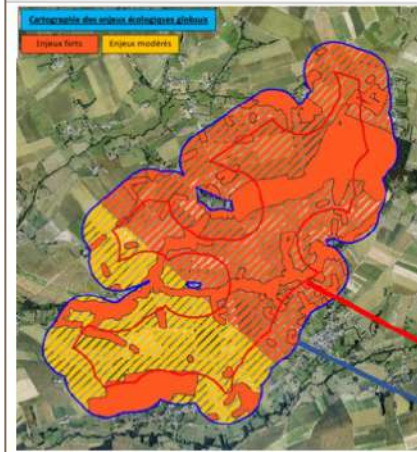 Cartographie des enjeux écologiques globaux
Enjeux forts
Enjeux modérés